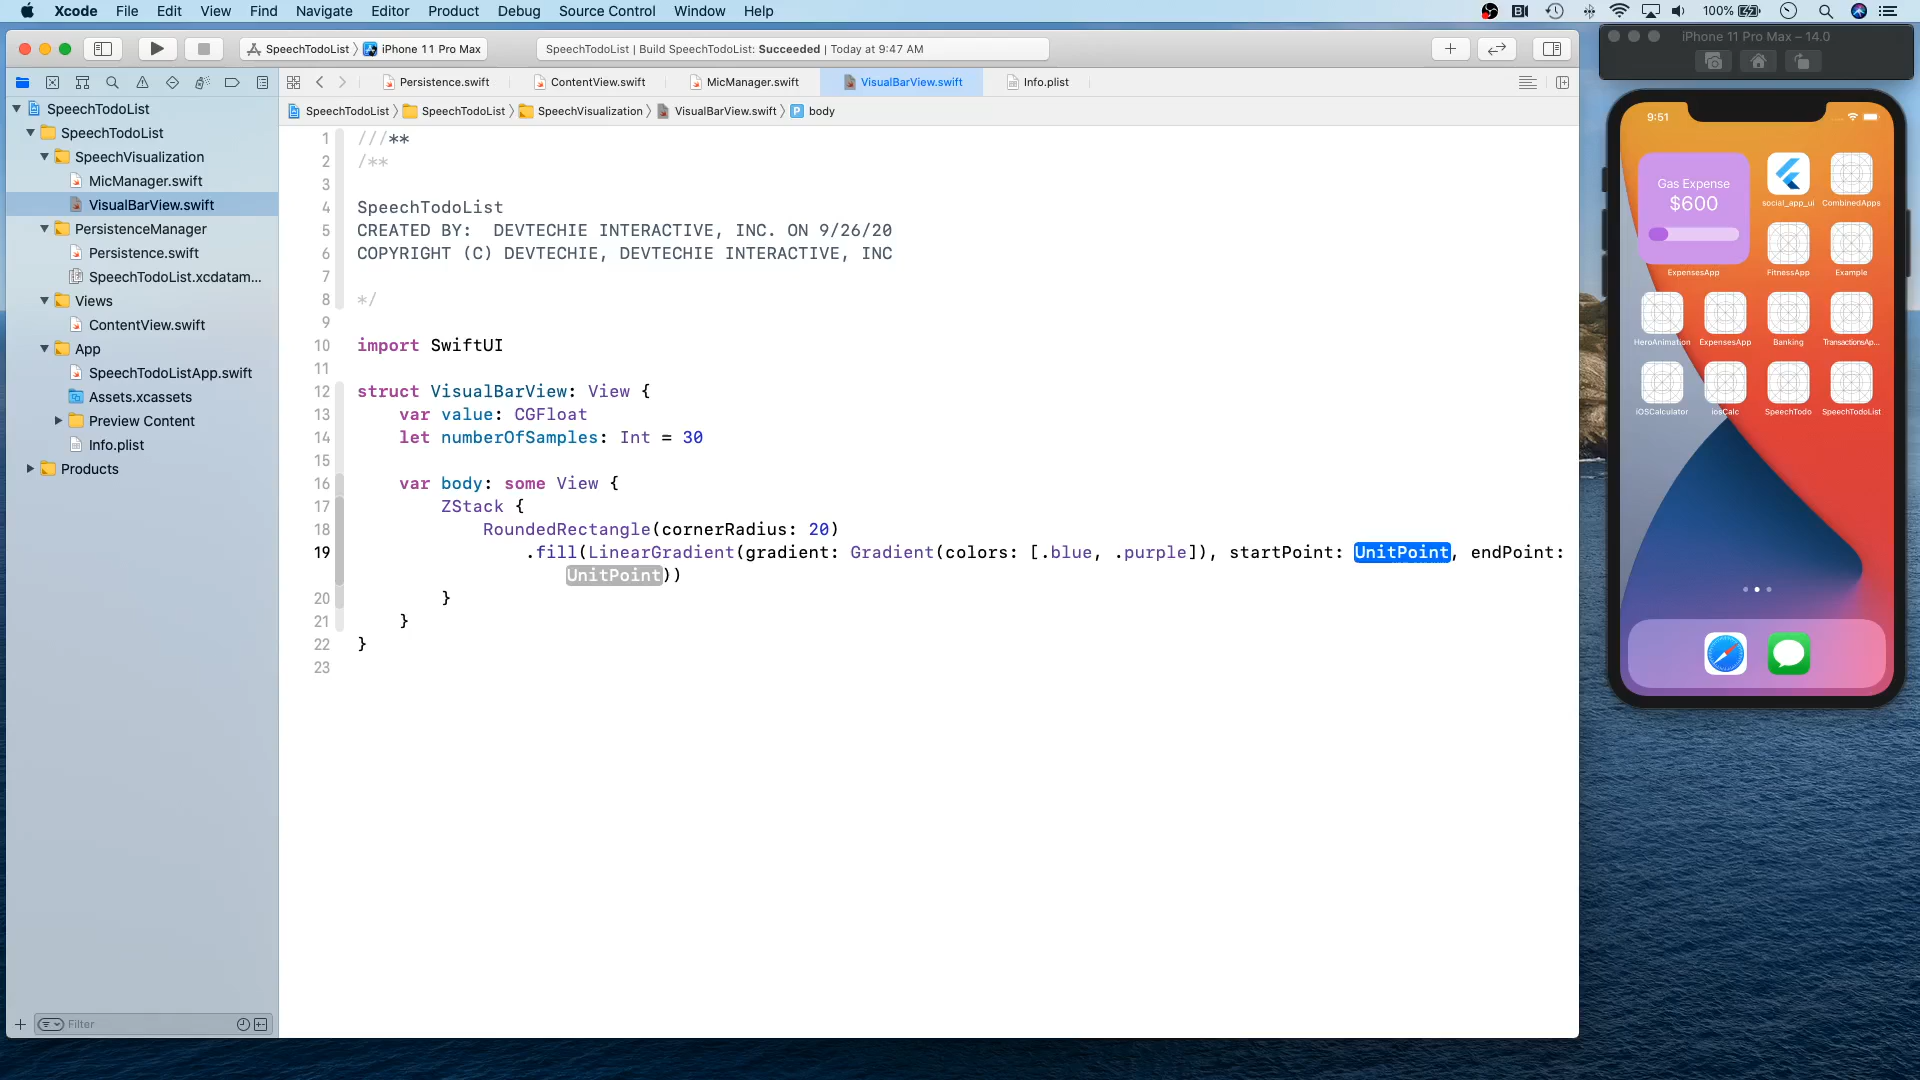 Xcode File Edit View Find Navigate Editor Product Debug Source Control Window Help 100%
SpeechTodoList iPhone 11 Pro Max
SpeechTodoList | Build SpeechTodoList: Succeeded | Today at 9:47 AM
Persistence.swift ContentView.swift MicManager.swift VisualBarView.swift Info.plist
SpeechTodoList SpeechTodoList SpeechVisualization VisualBarView.swift P body
SpeechTodoList
SpeechTodoList
SpeechVisualization
MicManager.swift
VisualBarView.swift
PersistenceManager
Persistence.swift
SpeechTodoList.xcdatam...
Views
ContentView.swift
App
SpeechTodoListApp.swift
Assets.xcassets
Preview Content
Info.plist
Products
Filter
1 ///**
2 /**
3
4 SpeechTodoList
5 CREATED BY:  DEVTECHIE INTERACTIVE, INC. ON 9/26/20
6 COPYRIGHT (C) DEVTECHIE, DEVTECHIE INTERACTIVE, INC
7
8 */
9
10 import SwiftUI
11
12 struct VisualBarView: View {
13 var value: CGFloat
14 let numberOfSamples: Int = 30
15
16 var body: some View {
17 ZStack {
18 RoundedRectangle(cornerRadius: 20)
19 .fill(LinearGradient(gradient: Gradient(colors: [.blue, .purple]), startPoint: UnitPoint, endPoint:
UnitPoint))
20 }
21 }
22 }
23
iPhone 11 Pro Max – 14.0
9:51
Gas Expense
$600
ExpensesApp
social_app_ui CombinedApps
FitnessApp Example
HeroAnimation ExpensesApp Banking TransactionsAp...
iOSCalculator iosCalc SpeechTodo SpeechTodoList